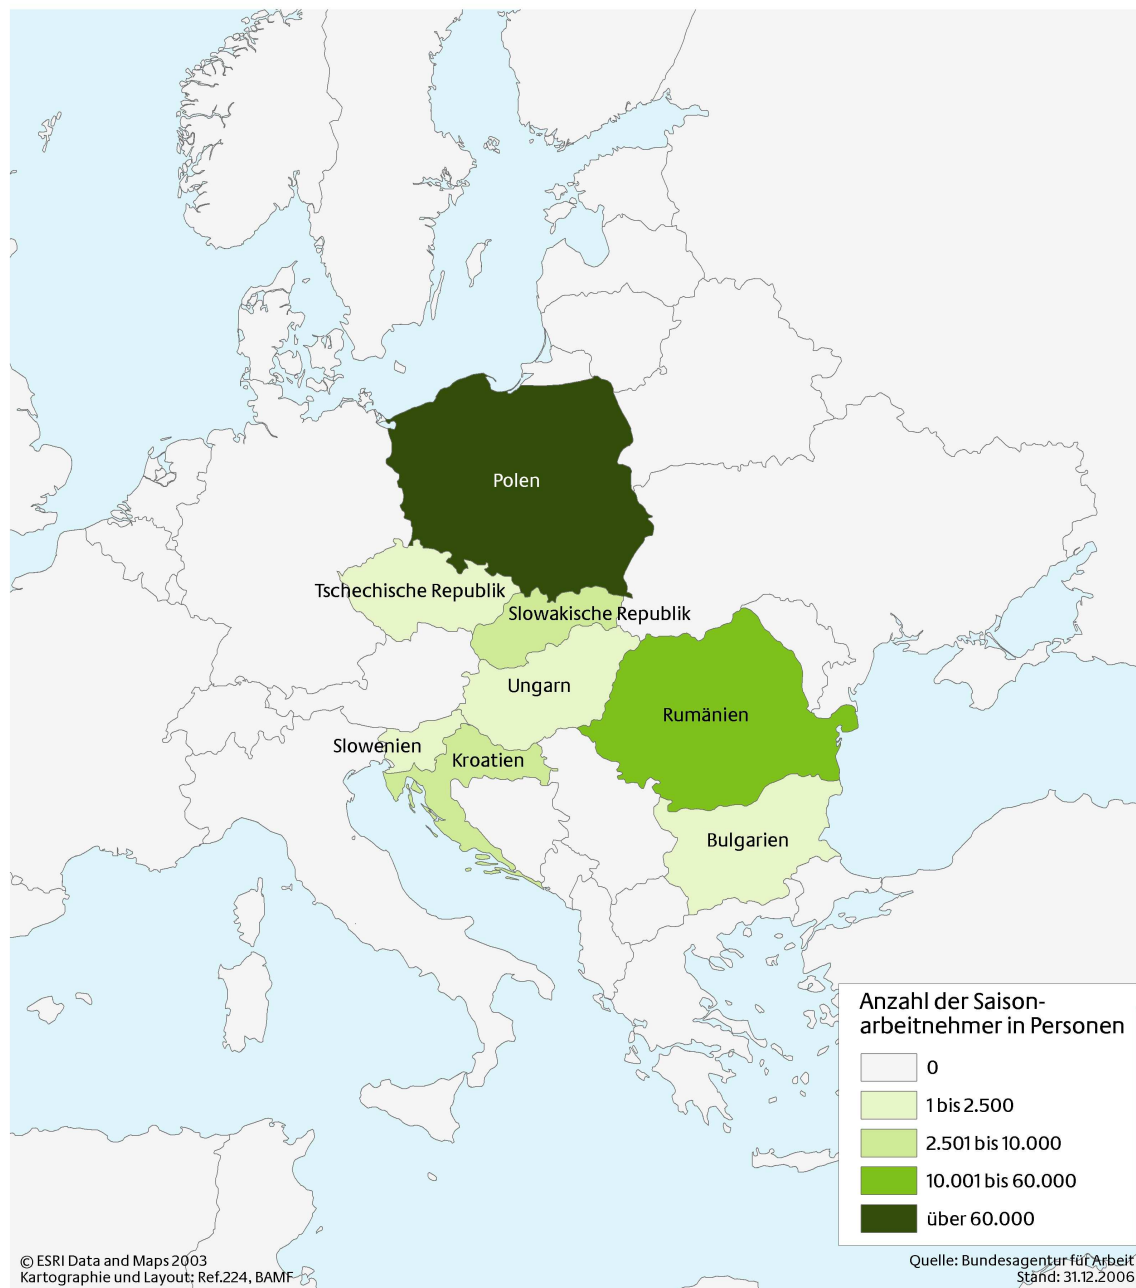 Polen
Tschechische Republik
Slowakische Republik
Ungarn
Rumänien
Slowenien
Kroatien
Bulgarien
Anzahl der Saison-
arbeitnehmer in Personen
0
1 bis 2.500
2.501 bis 10.000
10.001 bis 60.000
über 60.000
© ESRI Data and Maps 2003
Kartographie und Layout: Ref.224, BAMF
Quelle: Bundesagentur für Arbeit
Stand: 31.12.2006